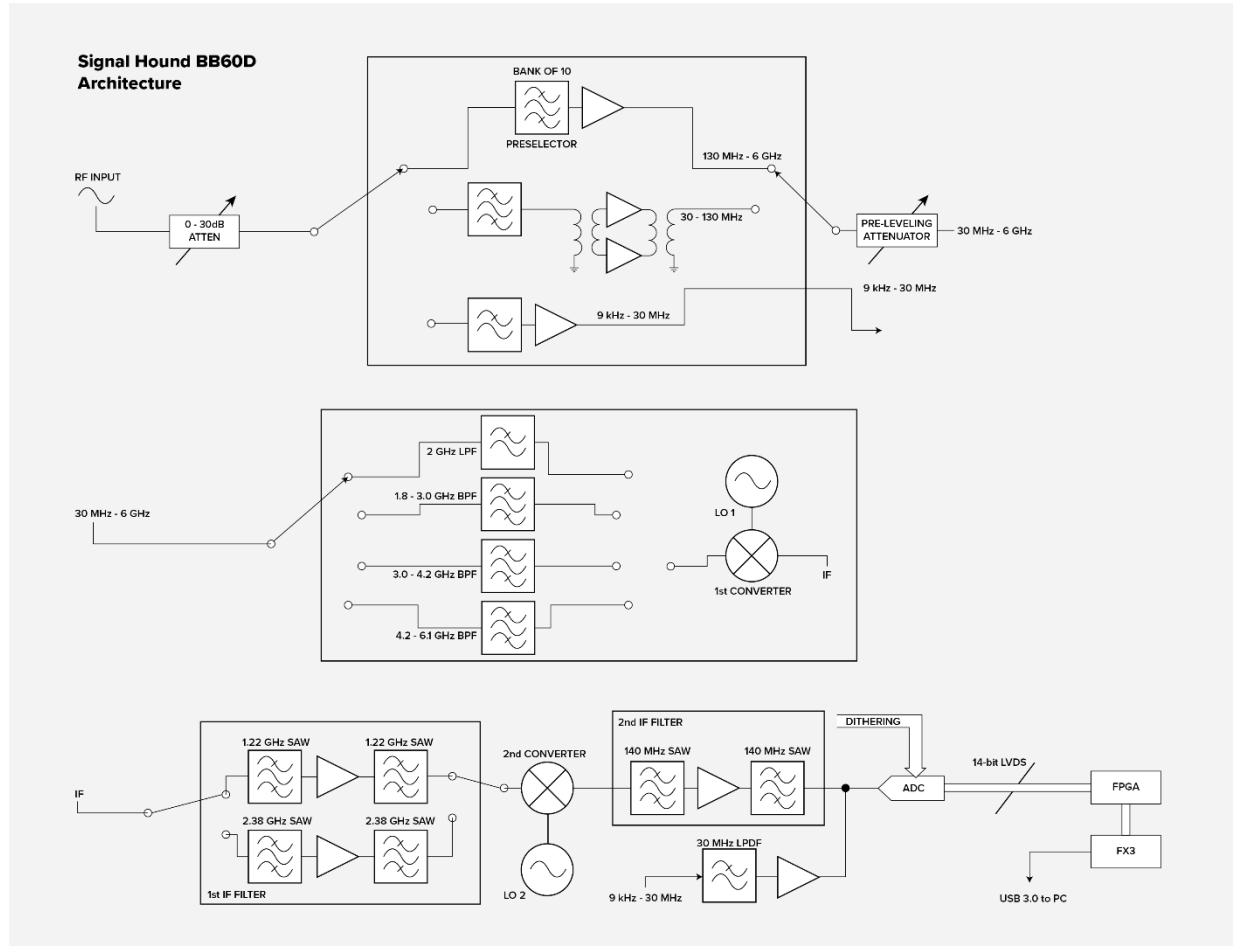 Signal Hound BB60D
Architecture
BANK OF 10
PRESELECTOR
130 MHz - 6 GHz
RF INPUT
0 - 30dB
ATTEN
30 - 130 MHz
PRE-LEVELING
ATTENUATOR
30 MHz - 6 GHz
9 kHz - 30 MHz
9 kHz - 30 MHz
2 GHz LPF
1.8 - 3.0 GHz BPF
30 MHz - 6 GHz
LO 1
3.0 - 4.2 GHz BPF
IF
1st CONVERTER
4.2 - 6.1 GHz BPF
2nd IF FILTER
DITHERING
1.22 GHz SAW
1.22 GHz SAW
2nd CONVERTER
140 MHz SAW
140 MHz SAW
14-bit LVDS
IF
ADC
FPGA
2.38 GHz SAW
2.38 GHz SAW
30 MHz LPDF
FX3
1st IF FILTER
LO 2
9 kHz - 30 MHz
USB 3.0 to PC